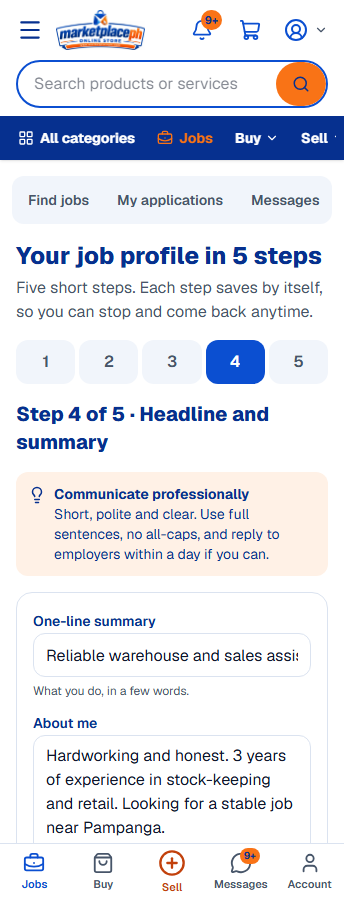 marketplaceph
ONLINE STORE
9+
Search products or services
All categories
Jobs
Buy
Sell
Find jobs
My applications
Messages
Your job profile in 5 steps
Five short steps. Each step saves by itself,
so you can stop and come back anytime.
1
2
3
4
5
Step 4 of 5 · Headline and
summary
Communicate professionally
Short, polite and clear. Use full
sentences, no all-caps, and reply to
employers within a day if you can.
One-line summary
Reliable warehouse and sales assis
What you do, in a few words.
About me
Hardworking and honest. 3 years
of experience in stock-keeping
and retail. Looking for a stable job
near Pampanga.
9+
Jobs
Buy
Sell
Messages
Account